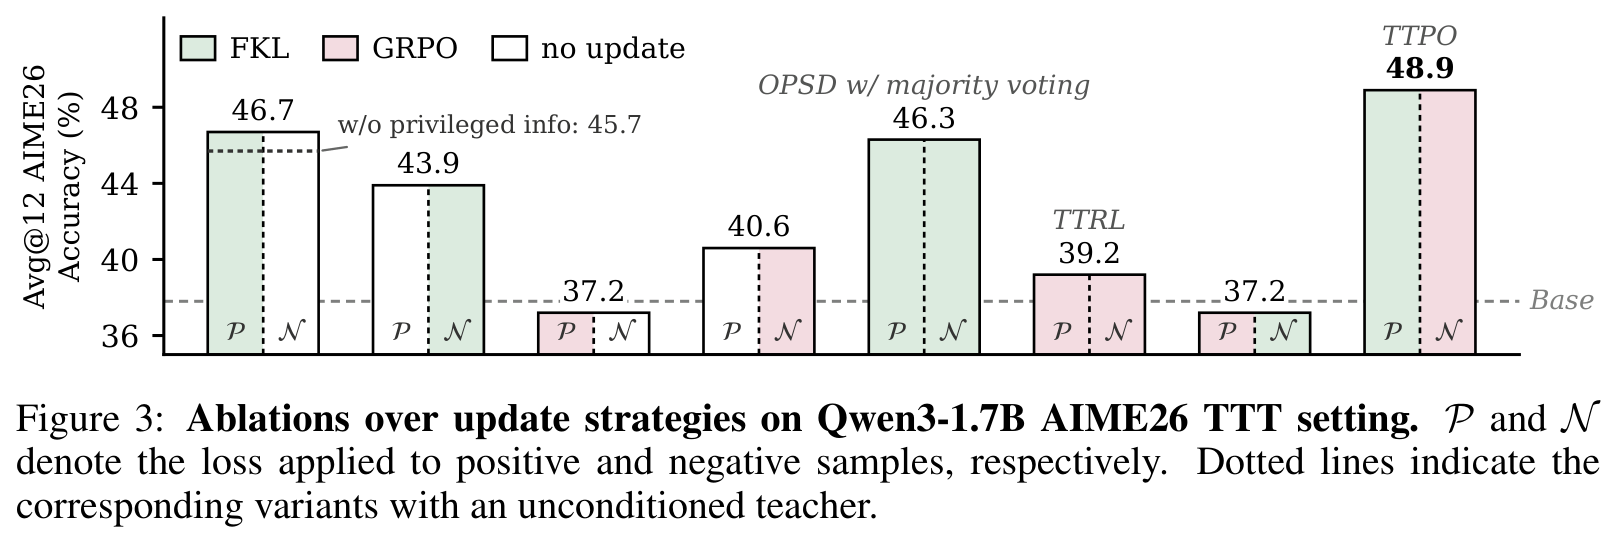 FKL GRPO no update
Avg@12 AIME26
Accuracy (%)
48
44
40
36
46.7
w/o privileged info: 45.7
43.9
37.2
40.6
OPSD w/ majority voting
46.3
TTRL
39.2
37.2
TTPO
48.9
Base
𝒫 𝒩 𝒫 𝒩 𝒫 𝒩 𝒫 𝒩 𝒫 𝒩 𝒫 𝒩 𝒫 𝒩 𝒫 𝒩
Figure 3: Ablations over update strategies on Qwen3-1.7B AIME26 TTT setting. 𝒫 and 𝒩
denote the loss applied to positive and negative samples, respectively. Dotted lines indicate the
corresponding variants with an unconditioned teacher.